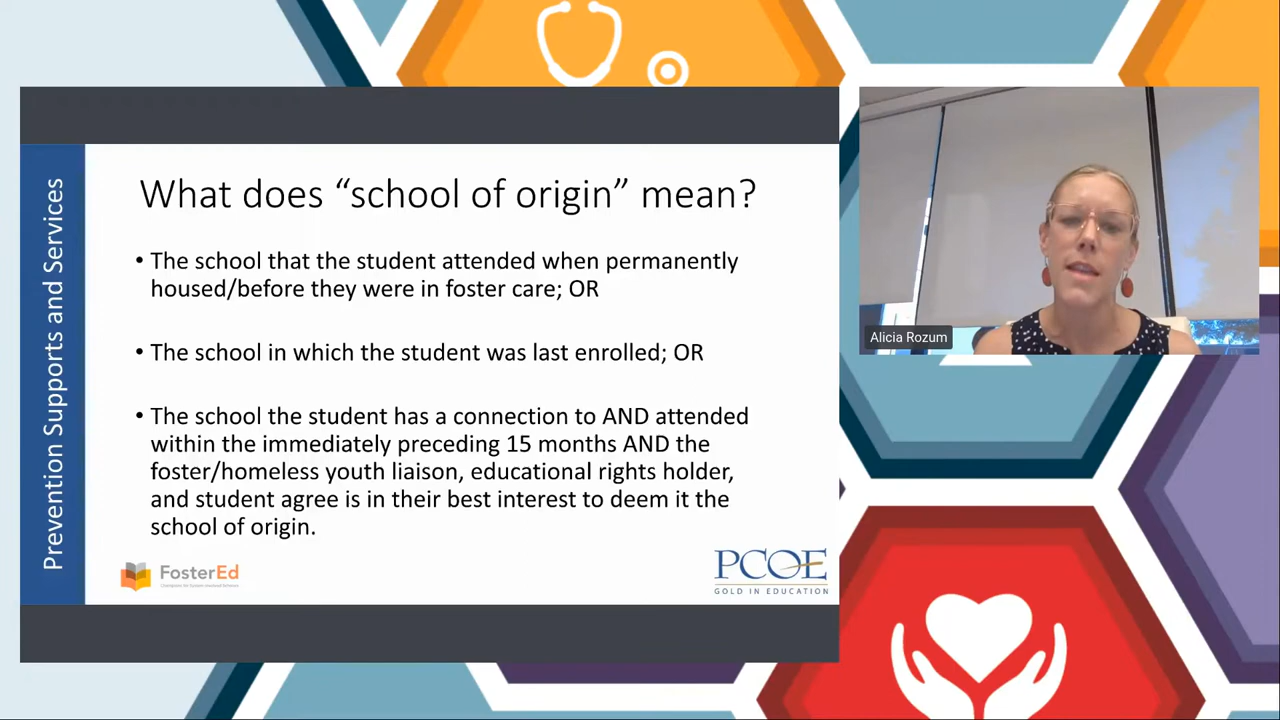 Prevention Supports and Services
What does “school of origin” mean?
• The school that the student attended when permanently
housed/before they were in foster care; OR
• The school in which the student was last enrolled; OR
• The school the student has a connection to AND attended
within the immediately preceding 15 months AND the
foster/homeless youth liaison, educational rights holder,
and student agree is in their best interest to deem it the
school of origin.
FosterEd
PCOE
GOLD IN EDUCATION
Alicia Rozum